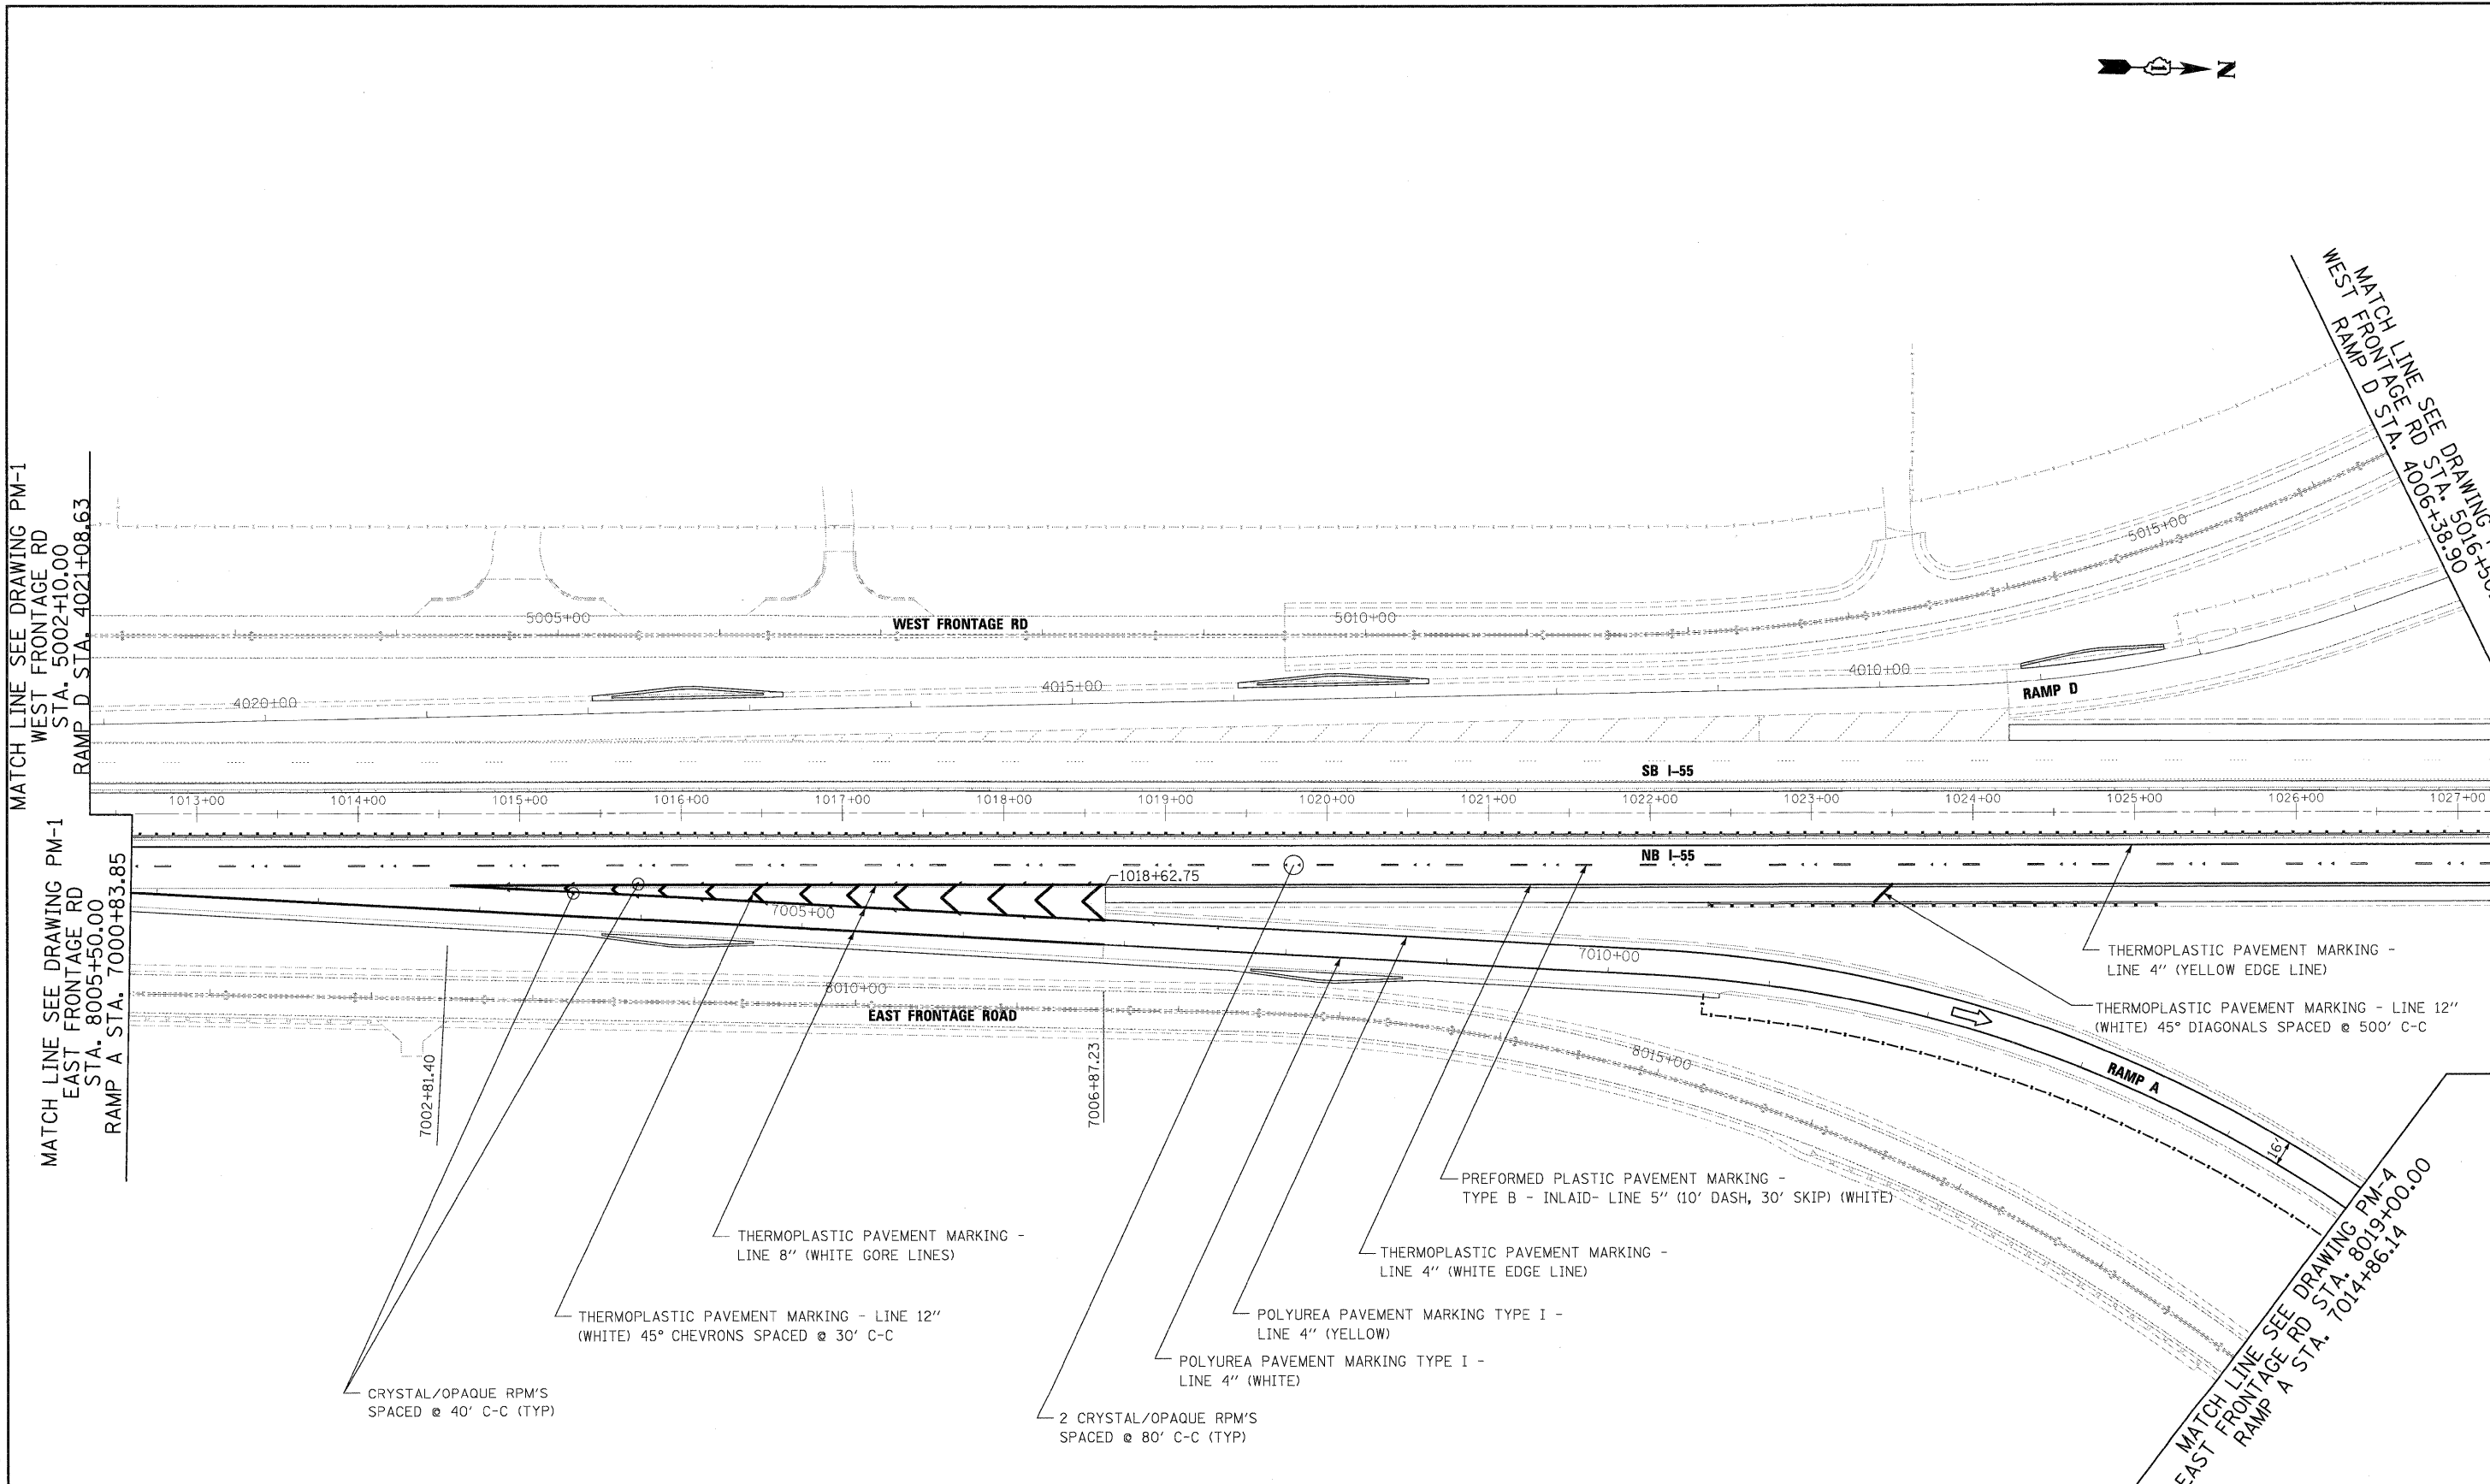 N
MATCH LINE SEE DRAWING PM-1
WEST FRONTAGE RD
STA. 5002+10.00
RAMP D STA. 4021+08.63
MATCH LINE SEE DRAWING
WEST FRONTAGE RD STA. 5016+50.
RAMP D STA. 4006+38.90
5005+00
WEST FRONTAGE RD
5010+00
5015+00
4020+00
4015+00
4010+00
RAMP D
SB I-55
1013+00
1014+00
1015+00
1016+00
1017+00
1018+00
1019+00
1020+00
1021+00
1022+00
1023+00
1024+00
1025+00
1026+00
1027+00
MATCH LINE SEE DRAWING PM-1
EAST FRONTAGE RD
STA. 8005+50.00
RAMP A STA. 7000+83.85
NB I-55
1018+62.75
7005+00
7010+00
8010+00
EAST FRONTAGE ROAD
8015+00
7002+81.40
7006+87.23
RAMP A
16'
THERMOPLASTIC PAVEMENT MARKING -
LINE 4" (YELLOW EDGE LINE)
THERMOPLASTIC PAVEMENT MARKING - LINE 12"
(WHITE) 45° DIAGONALS SPACED @ 500' C-C
PREFORMED PLASTIC PAVEMENT MARKING -
TYPE B - INLAID- LINE 5" (10' DASH, 30' SKIP) (WHITE)
THERMOPLASTIC PAVEMENT MARKING -
LINE 8" (WHITE GORE LINES)
THERMOPLASTIC PAVEMENT MARKING -
LINE 4" (WHITE EDGE LINE)
THERMOPLASTIC PAVEMENT MARKING - LINE 12"
(WHITE) 45° CHEVRONS SPACED @ 30' C-C
POLYUREA PAVEMENT MARKING TYPE I -
LINE 4" (YELLOW)
POLYUREA PAVEMENT MARKING TYPE I -
LINE 4" (WHITE)
CRYSTAL/OPAQUE RPM'S
SPACED @ 40' C-C (TYP)
2 CRYSTAL/OPAQUE RPM'S
SPACED @ 80' C-C (TYP)
MATCH LINE SEE DRAWING PM-4
EAST FRONTAGE RD STA. 8019+00.00
RAMP A STA. 7014+86.14